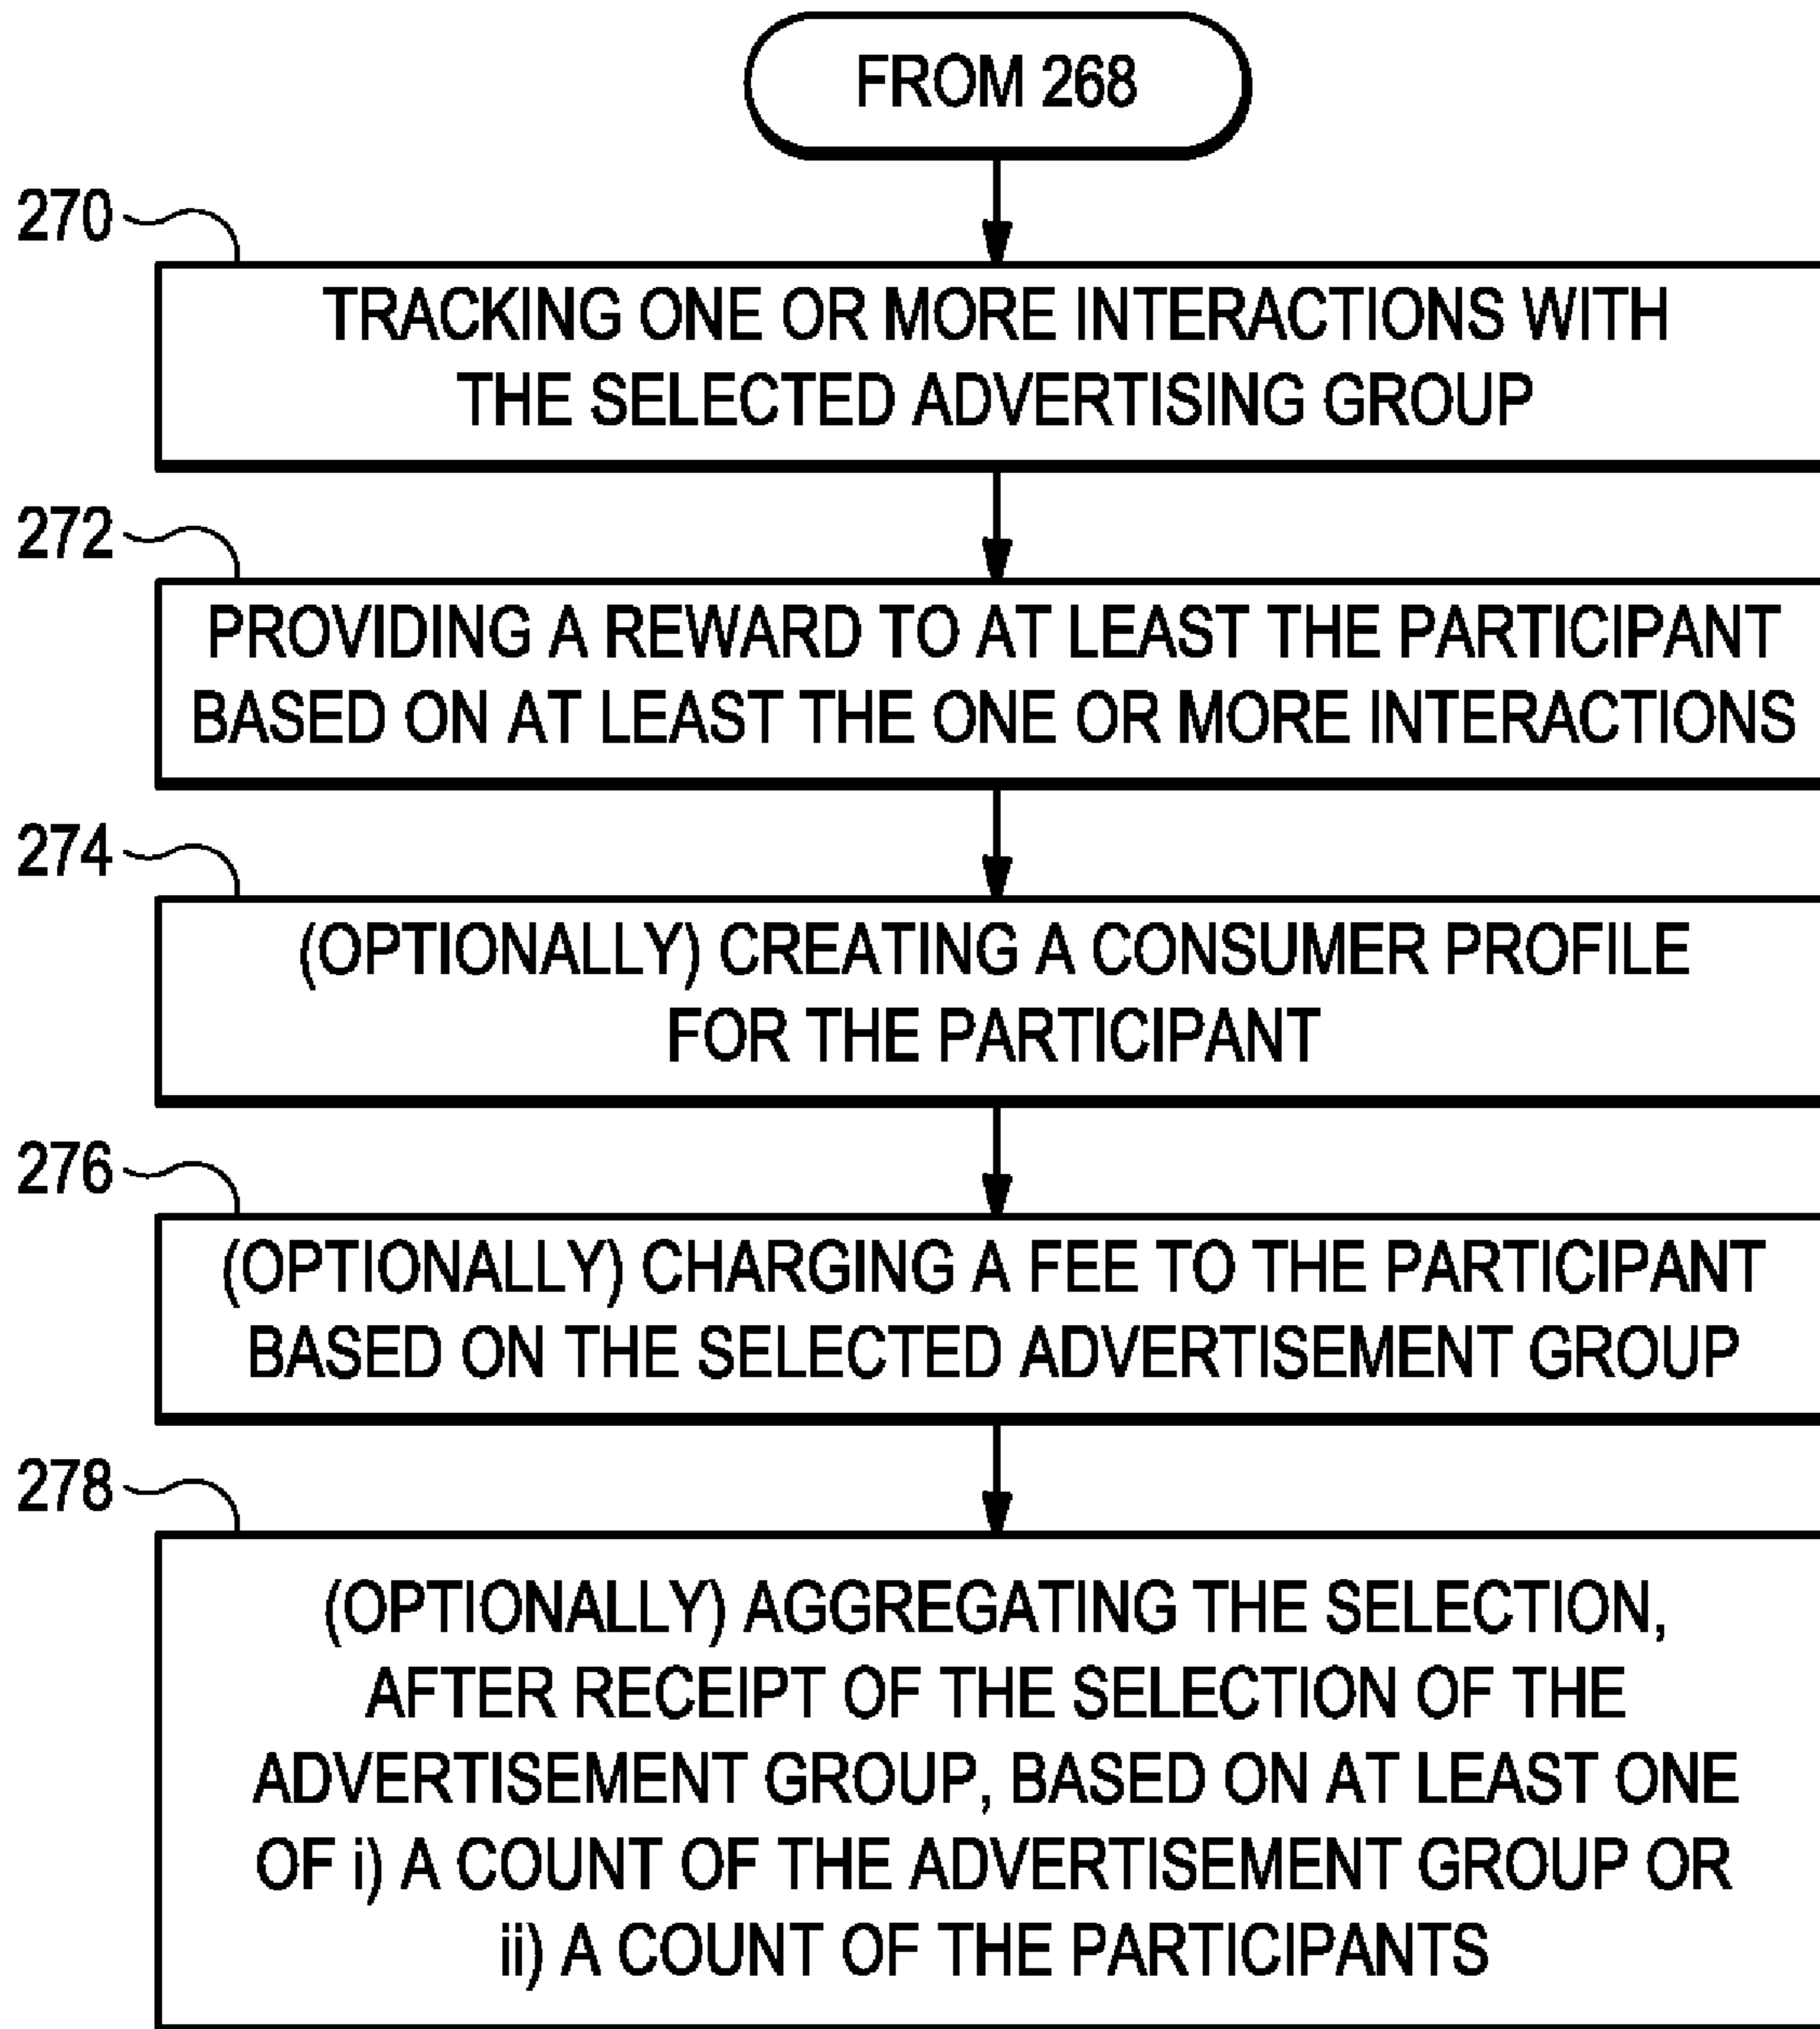 FROM 268
270
TRACKING ONE OR MORE INTERACTIONS WITH
THE SELECTED ADVERTISING GROUP
272
PROVIDING A REWARD TO AT LEAST THE PARTICIPANT
BASED ON AT LEAST THE ONE OR MORE INTERACTIONS
274
(OPTIONALLY) CREATING A CONSUMER PROFILE
FOR THE PARTICIPANT
276
(OPTIONALLY) CHARGING A FEE TO THE PARTICIPANT
BASED ON THE SELECTED ADVERTISEMENT GROUP
278
(OPTIONALLY) AGGREGATING THE SELECTION,
AFTER RECEIPT OF THE SELECTION OF THE
ADVERTISEMENT GROUP, BASED ON AT LEAST ONE
OF i) A COUNT OF THE ADVERTISEMENT GROUP OR
ii) A COUNT OF THE PARTICIPANTS